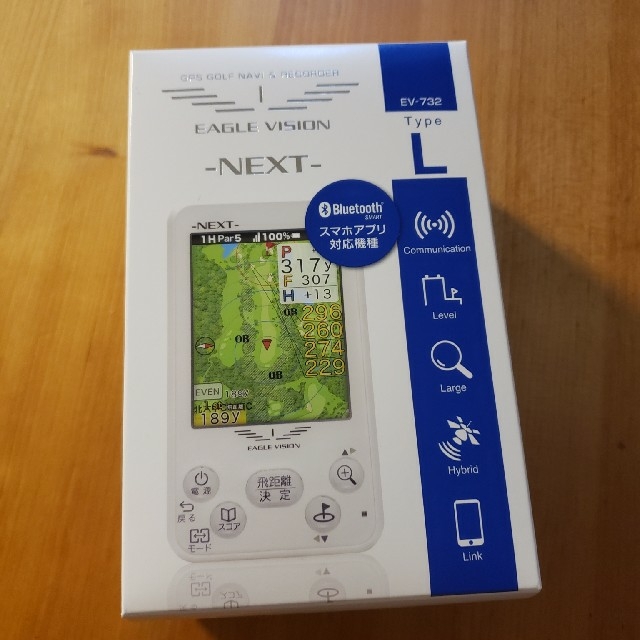 GPS GOLF NAVI & RECORDER
EAGLE VISION
-NEXT-
EV-732
Type
L
Bluetooth
SMART
スマホアプリ
対応機種
Communication
Level
Large
Hybrid
Link
-NEXT-
1H Par5 100%
P
317y
F 307
H +13
296
260
274
229
OB
OB
OB
EVEN
189y
EAGLE VISION
電源
飛距離
決定
戻る
スコア
モード